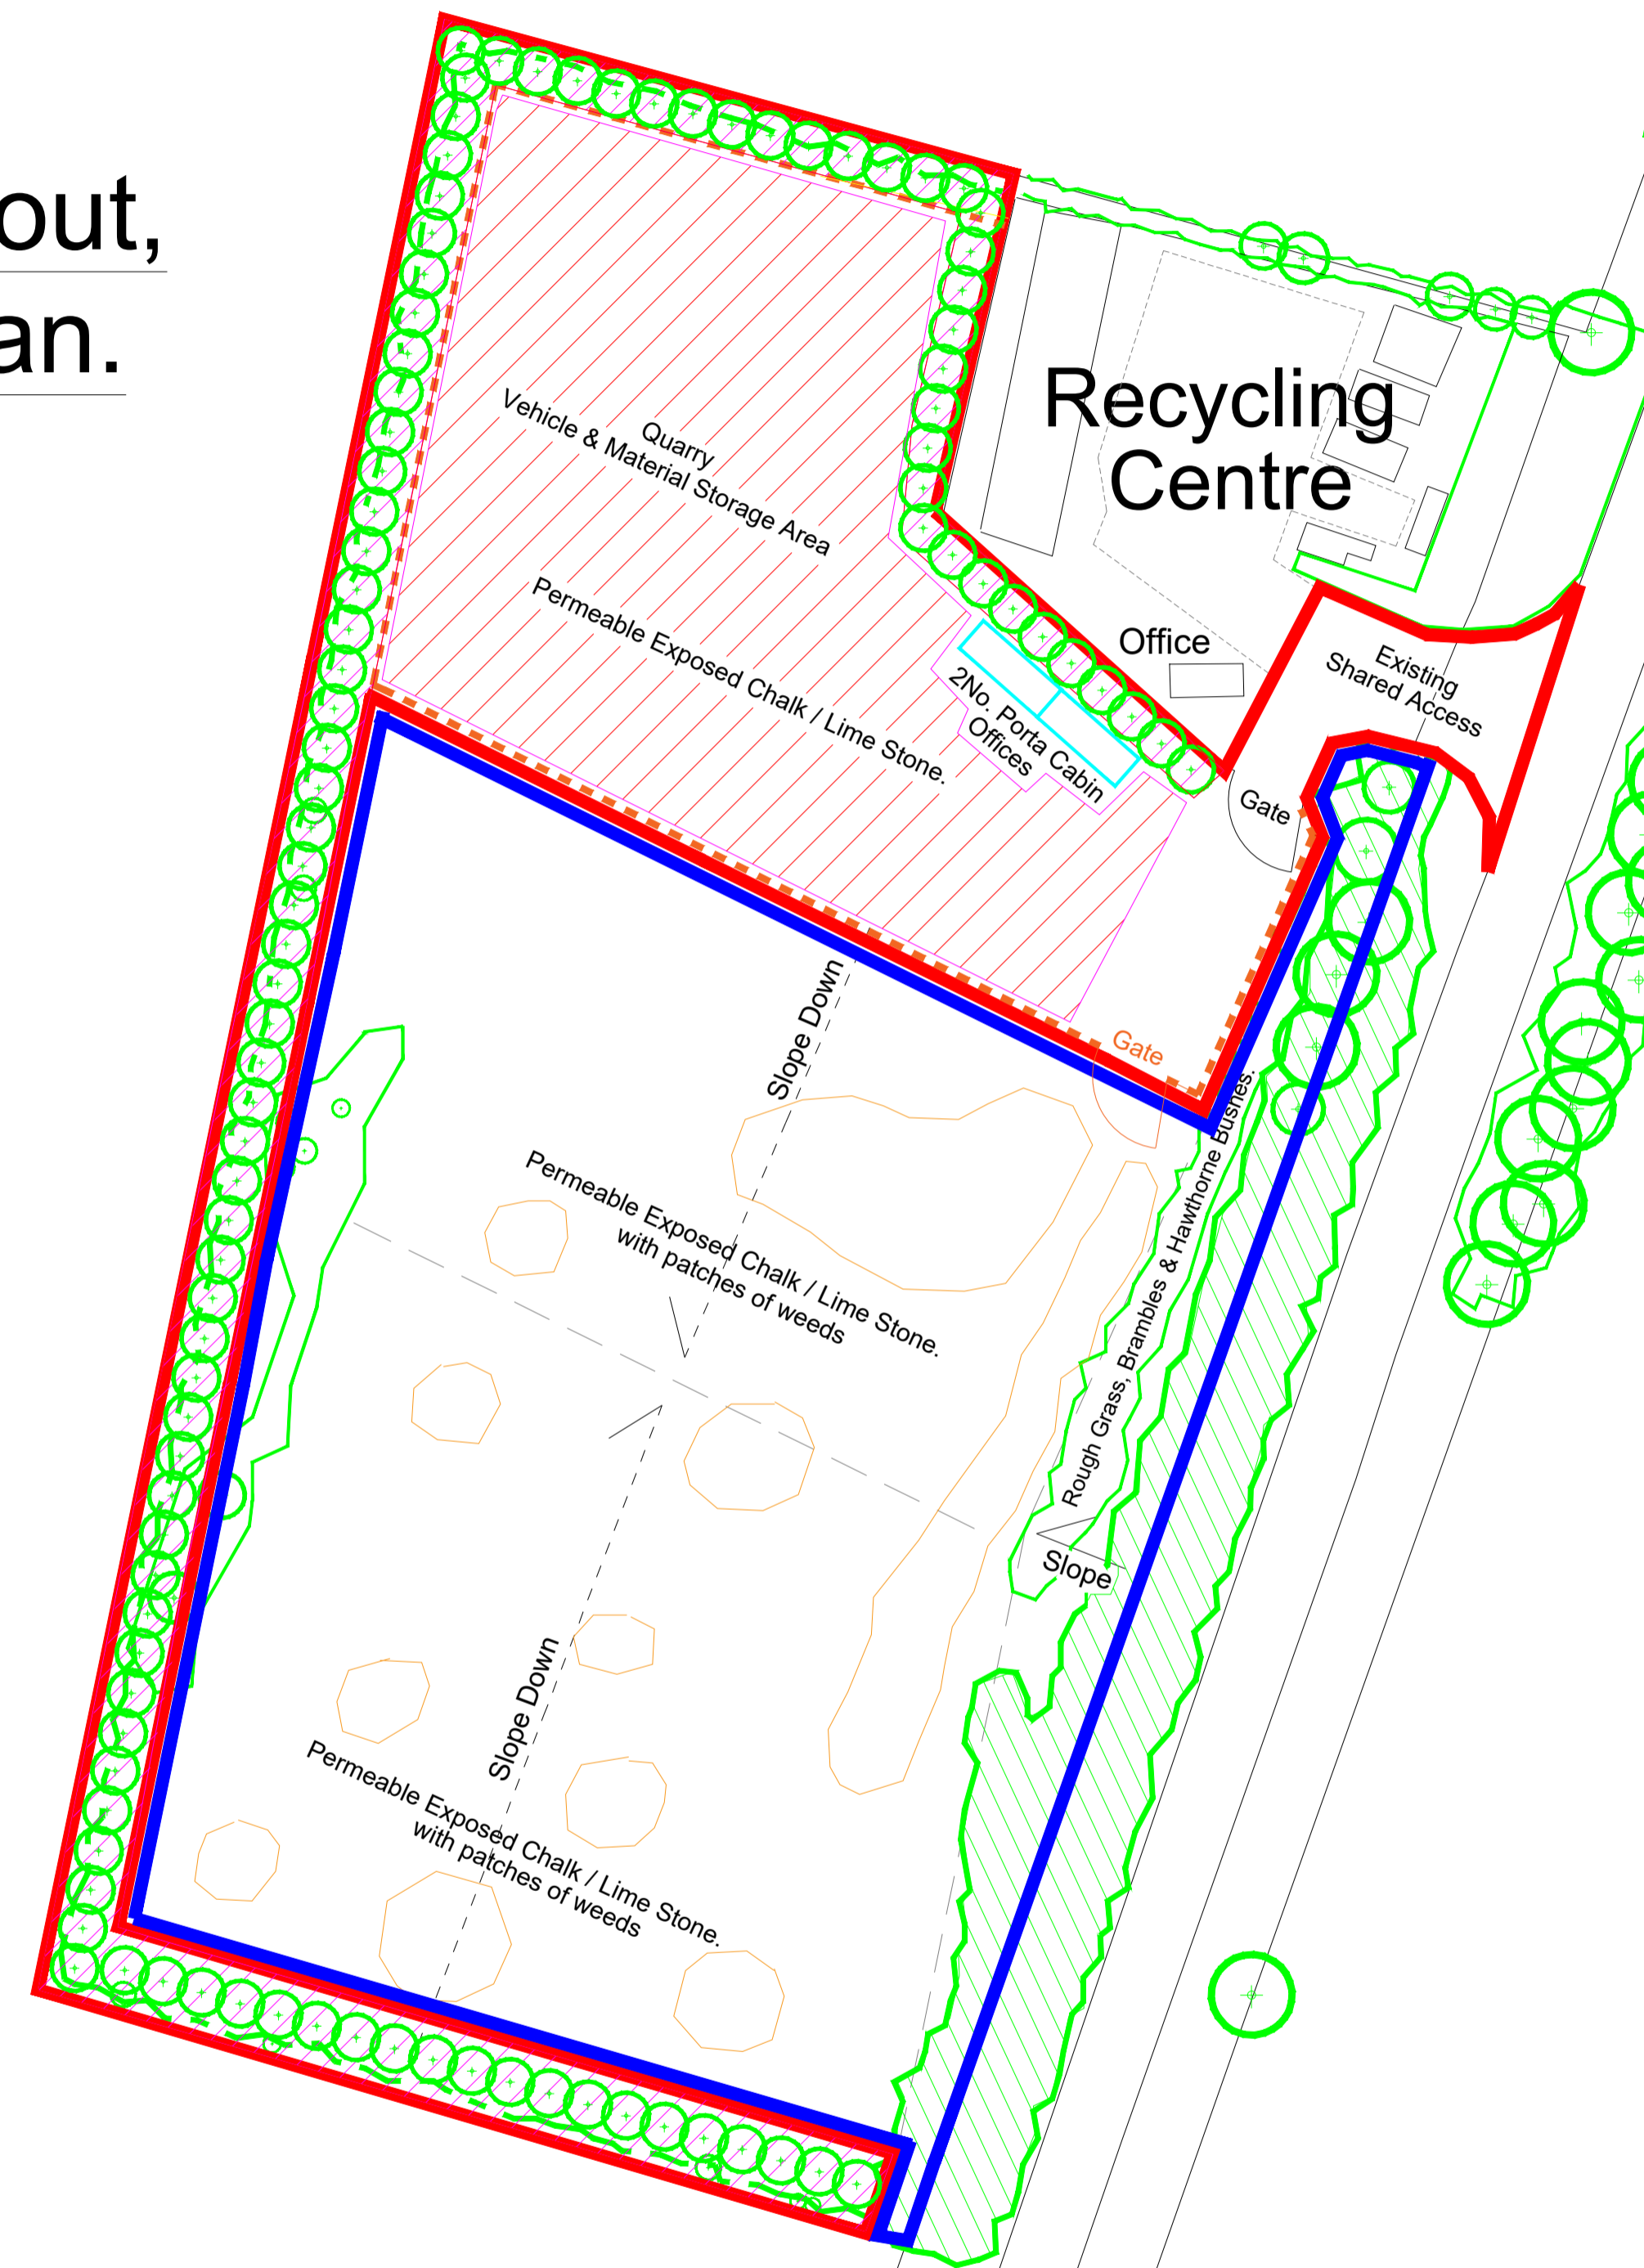 out,
an.
Recycling
Centre
Quarry
Vehicle & Material Storage Area
Permeable Exposed Chalk / Lime Stone.
Office
Existing
Shared Access
2No. Porta Cabin
Offices
Gate
Slope Down
Gate
Rough Grass, Brambles & Hawthorne Bushes.
Permeable Exposed Chalk / Lime Stone.
with patches of weeds
Slope
Slope Down
Permeable Exposed Chalk / Lime Stone.
with patches of weeds